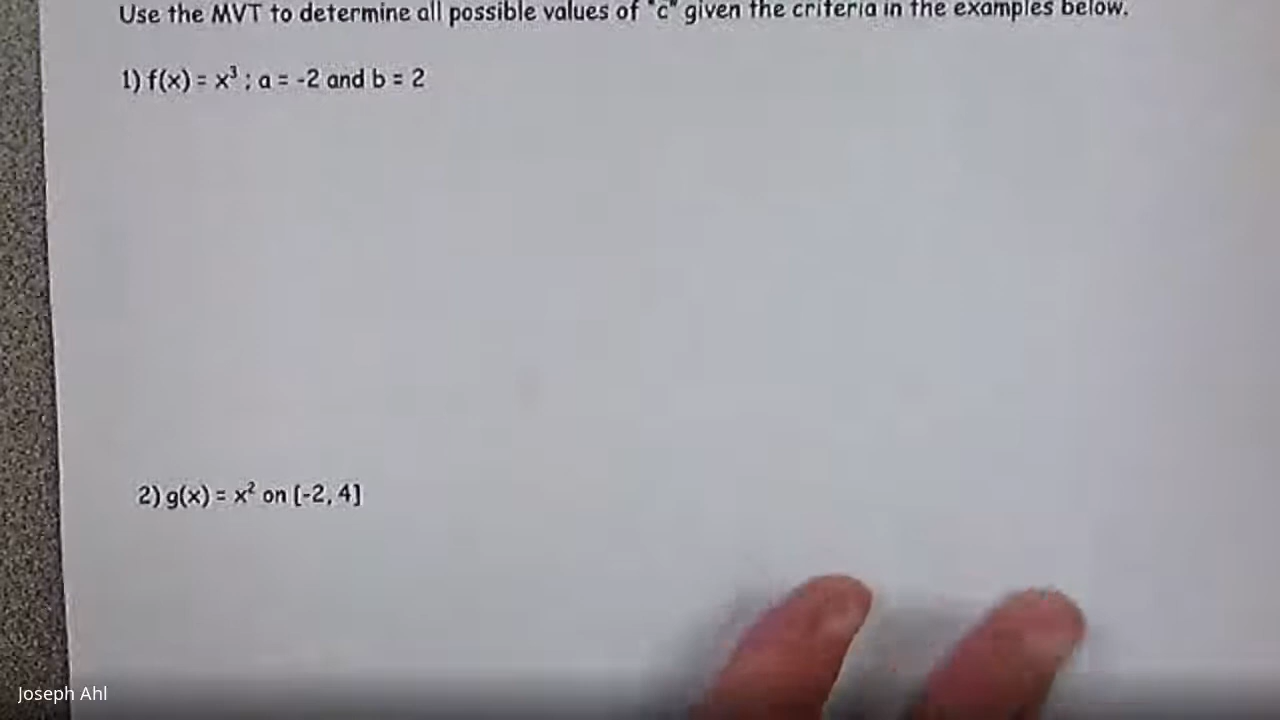 Use the MVT to determine all possible values of "c" given the criteria in the examples below.
1) f(x) = x³ ; a = -2 and b = 2
2) g(x) = x² on [-2, 4]
Joseph Ahl